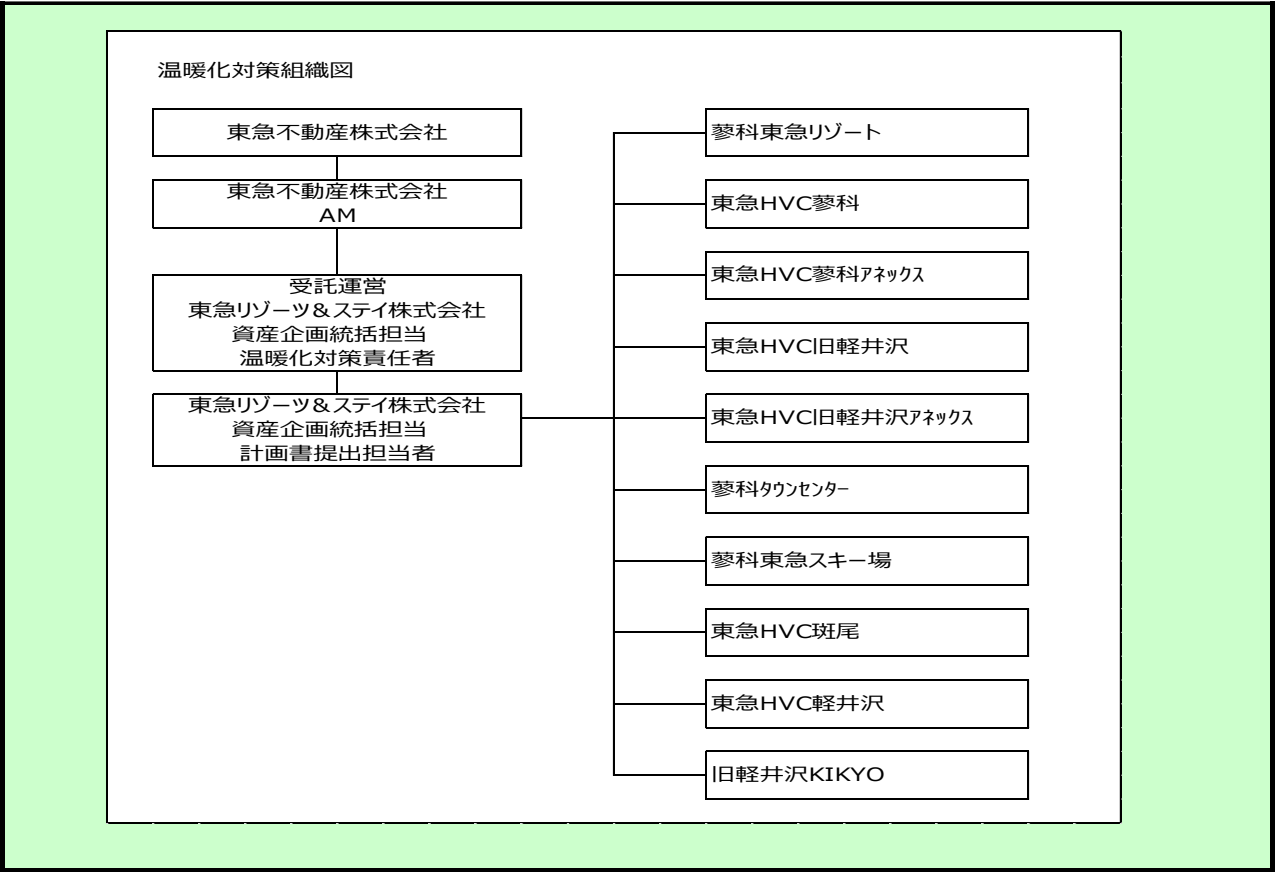 温暖化対策組織図
東急不動産株式会社
東急不動産株式会社
AM
受託運営
東急リゾーツ&ステイ株式会社
資産企画統括担当
温暖化対策責任者
東急リゾーツ&ステイ株式会社
資産企画統括担当
計画書提出担当者
蓼科東急リゾート
東急HVC蓼科
東急HVC蓼科ｱﾈｯｸｽ
東急HVC旧軽井沢
東急HVC旧軽井沢ｱﾈｯｸｽ
蓼科ﾀｳﾝｾﾝﾀｰ
蓼科東急スキー場
東急HVC斑尾
東急HVC軽井沢
旧軽井沢KIKYO